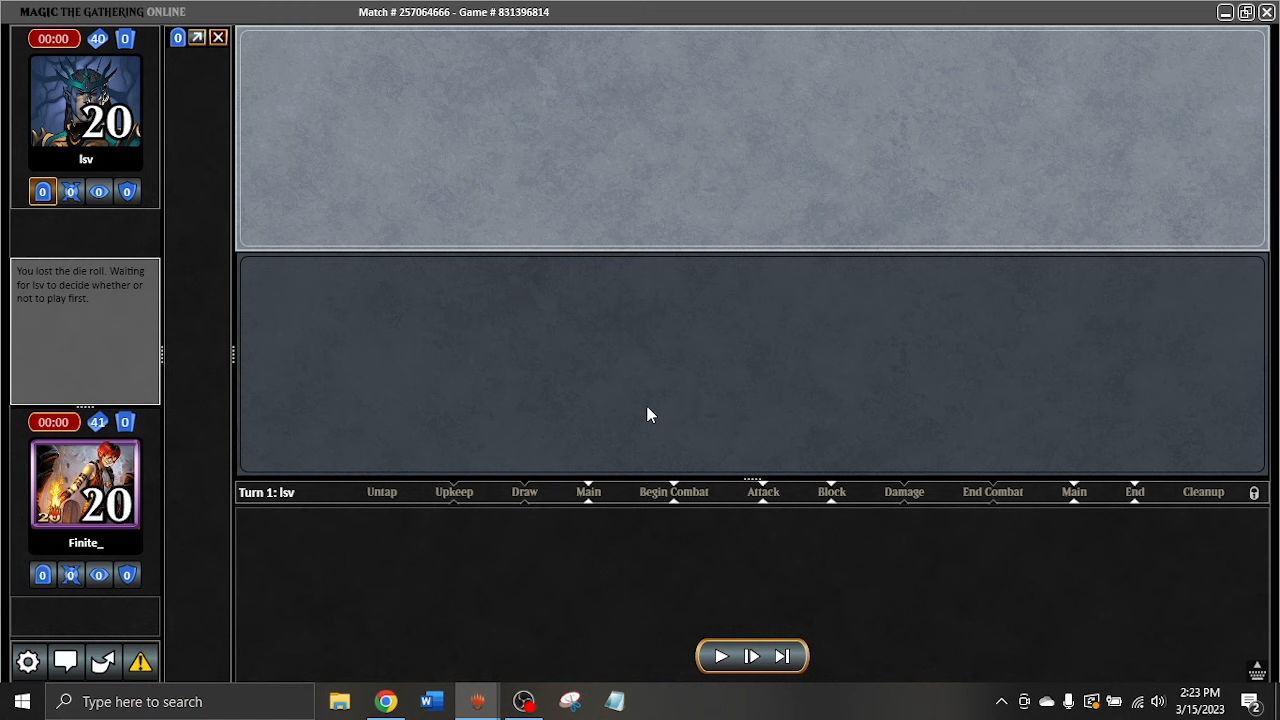 MAGIC THE GATHERING ONLINE
Match # 257064666 - Game # 831396814
00:00 40 0
0
20
lsv
0 0 0 0
You lost the die roll. Waiting
for lsv to decide whether or
not to play first.
00:00 41 0
20
Finite_
0 0 0 0
Turn 1: lsv Untap Upkeep Draw Main Begin Combat Attack Block Damage End Combat Main End Cleanup
Type here to search
2:23 PM
3/15/2023
2